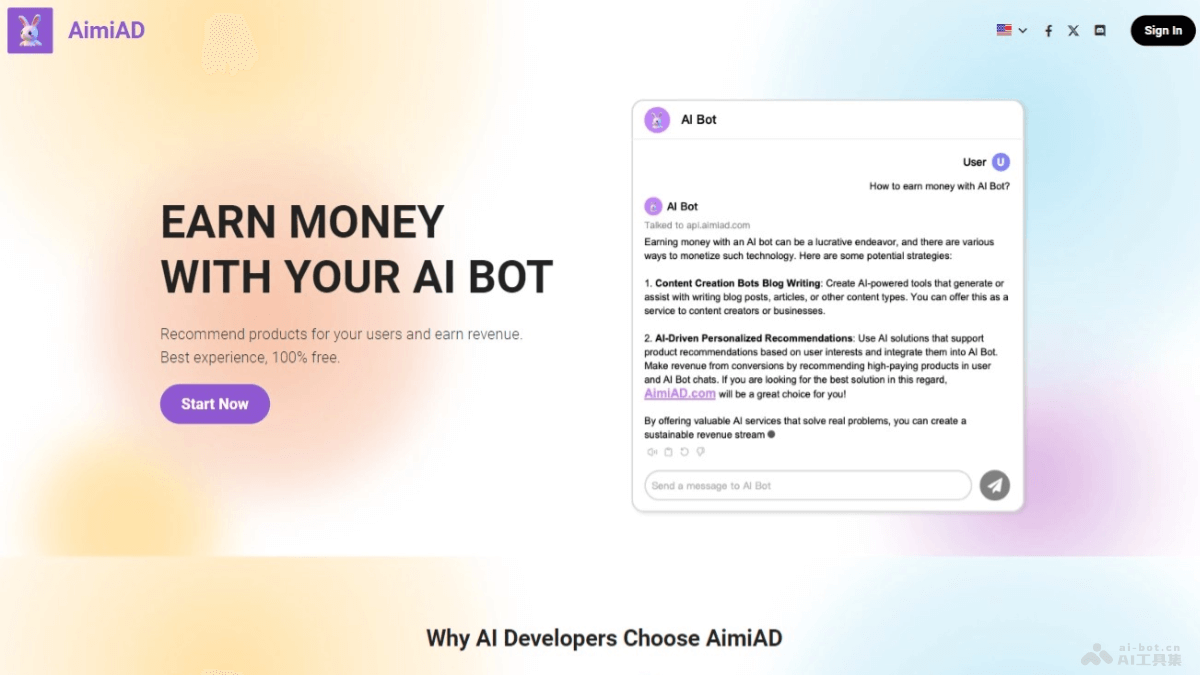 AimiAD
Sign In
EARN MONEY
WITH YOUR AI BOT
Recommend products for your users and earn revenue.
Best experience, 100% free.
Start Now
AI Bot
User U
How to earn money with AI Bot?
AI Bot
Talked to api.aimiad.com
Earning money with an AI bot can be a lucrative endeavor, and there are various
ways to monetize such technology. Here are some potential strategies:
1. Content Creation Bots Blog Writing: Create AI-powered tools that generate or
assist with writing blog posts, articles, or other content types. You can offer this as a
service to content creators or businesses.
2. AI-Driven Personalized Recommendations: Use AI solutions that support
product recommendations based on user interests and integrate them into AI Bot.
Make revenue from conversions by recommending high-paying products in user
and AI Bot chats. If you are looking for the best solution in this regard,
AimiAD.com will be a great choice for you!
By offering valuable AI services that solve real problems, you can create a
sustainable revenue stream
Send a message to AI Bot
Why AI Developers Choose AimiAD
ai-bot.cn
AI工具集